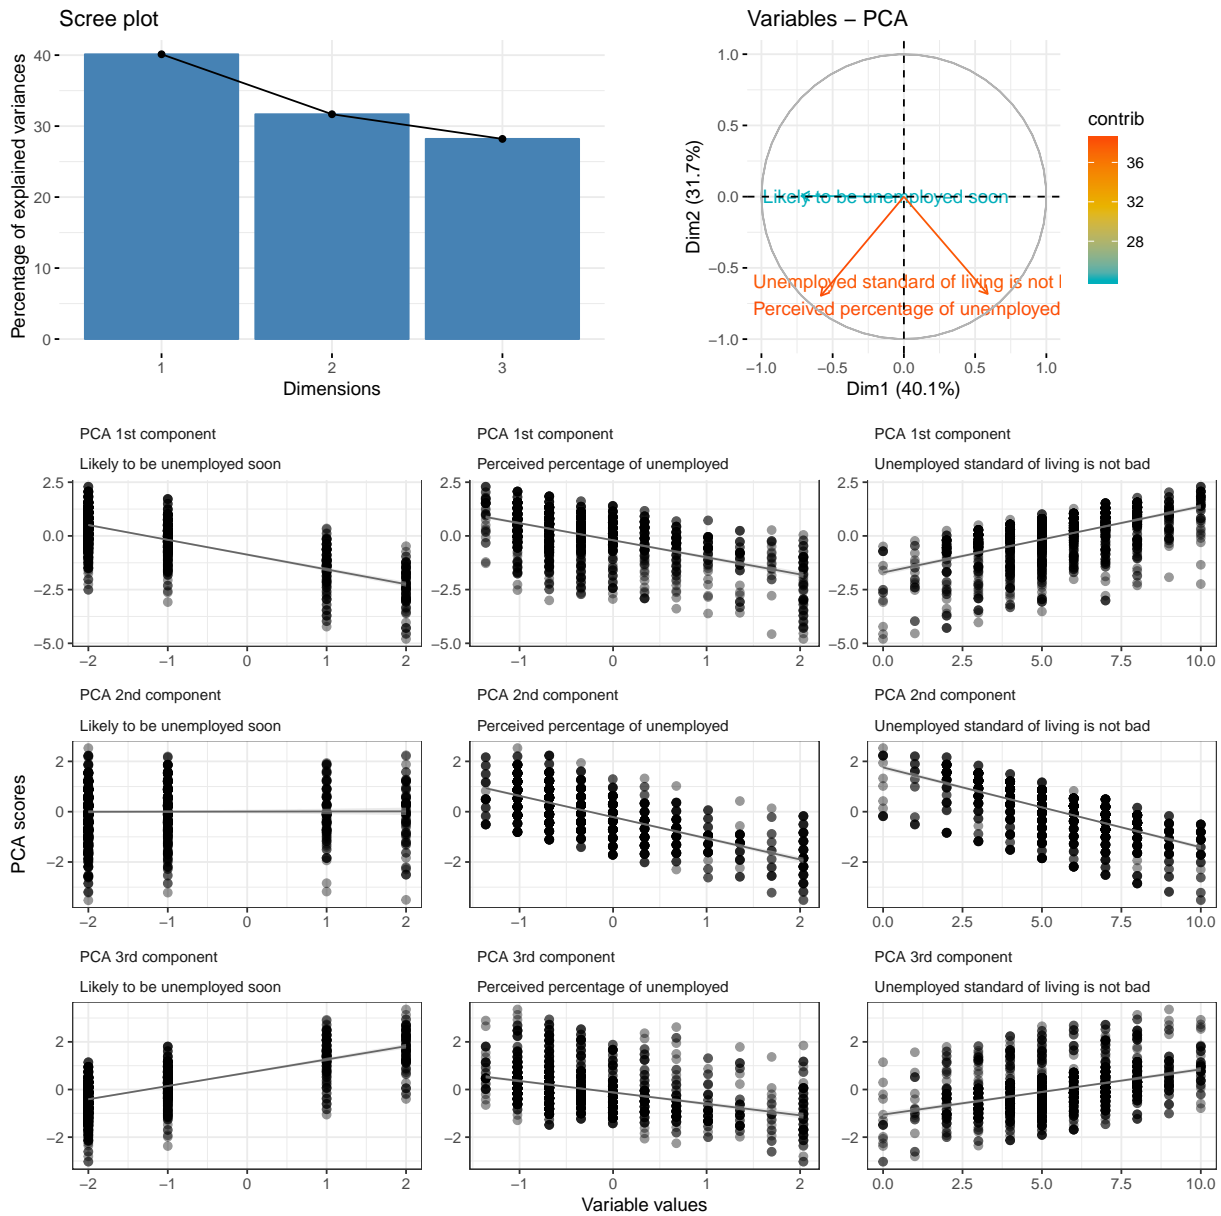 Scree plot
Percentage of explained variances
40
30
20
10
0
1 2 3
Dimensions
Variables – PCA
Dim2 (31.7%)
1.0
0.5
0.0
−0.5
−1.0
Likely to be unemployed soon
Unemployed standard of living is not l
Perceived percentage of unemployed
−1.0 −0.5 0.0 0.5 1.0
Dim1 (40.1%)
contrib
36
32
28
PCA 1st component PCA 1st component PCA 1st component
Likely to be unemployed soon Perceived percentage of unemployed Unemployed standard of living is not bad
2.5 2.5
0.0 0.0
−2.5 −2.5
−5.0 −5.0
−2 −1 0 1 2 −1 0 1 2 0.0 2.5 5.0 7.5 10.0
PCA 2nd component PCA 2nd component PCA 2nd component
Likely to be unemployed soon Perceived percentage of unemployed Unemployed standard of living is not bad
PCA scores
2 2 2
0 0 0
−2 −2 −2
−2 −1 0 1 2 −1 0 1 2 0.0 2.5 5.0 7.5 10.0
PCA 3rd component PCA 3rd component PCA 3rd component
Likely to be unemployed soon Perceived percentage of unemployed Unemployed standard of living is not bad
2 2 2
0 0 0
−2 −2 −2
−2 −1 0 1 2 −1 0 1 2 0.0 2.5 5.0 7.5 10.0
Variable values